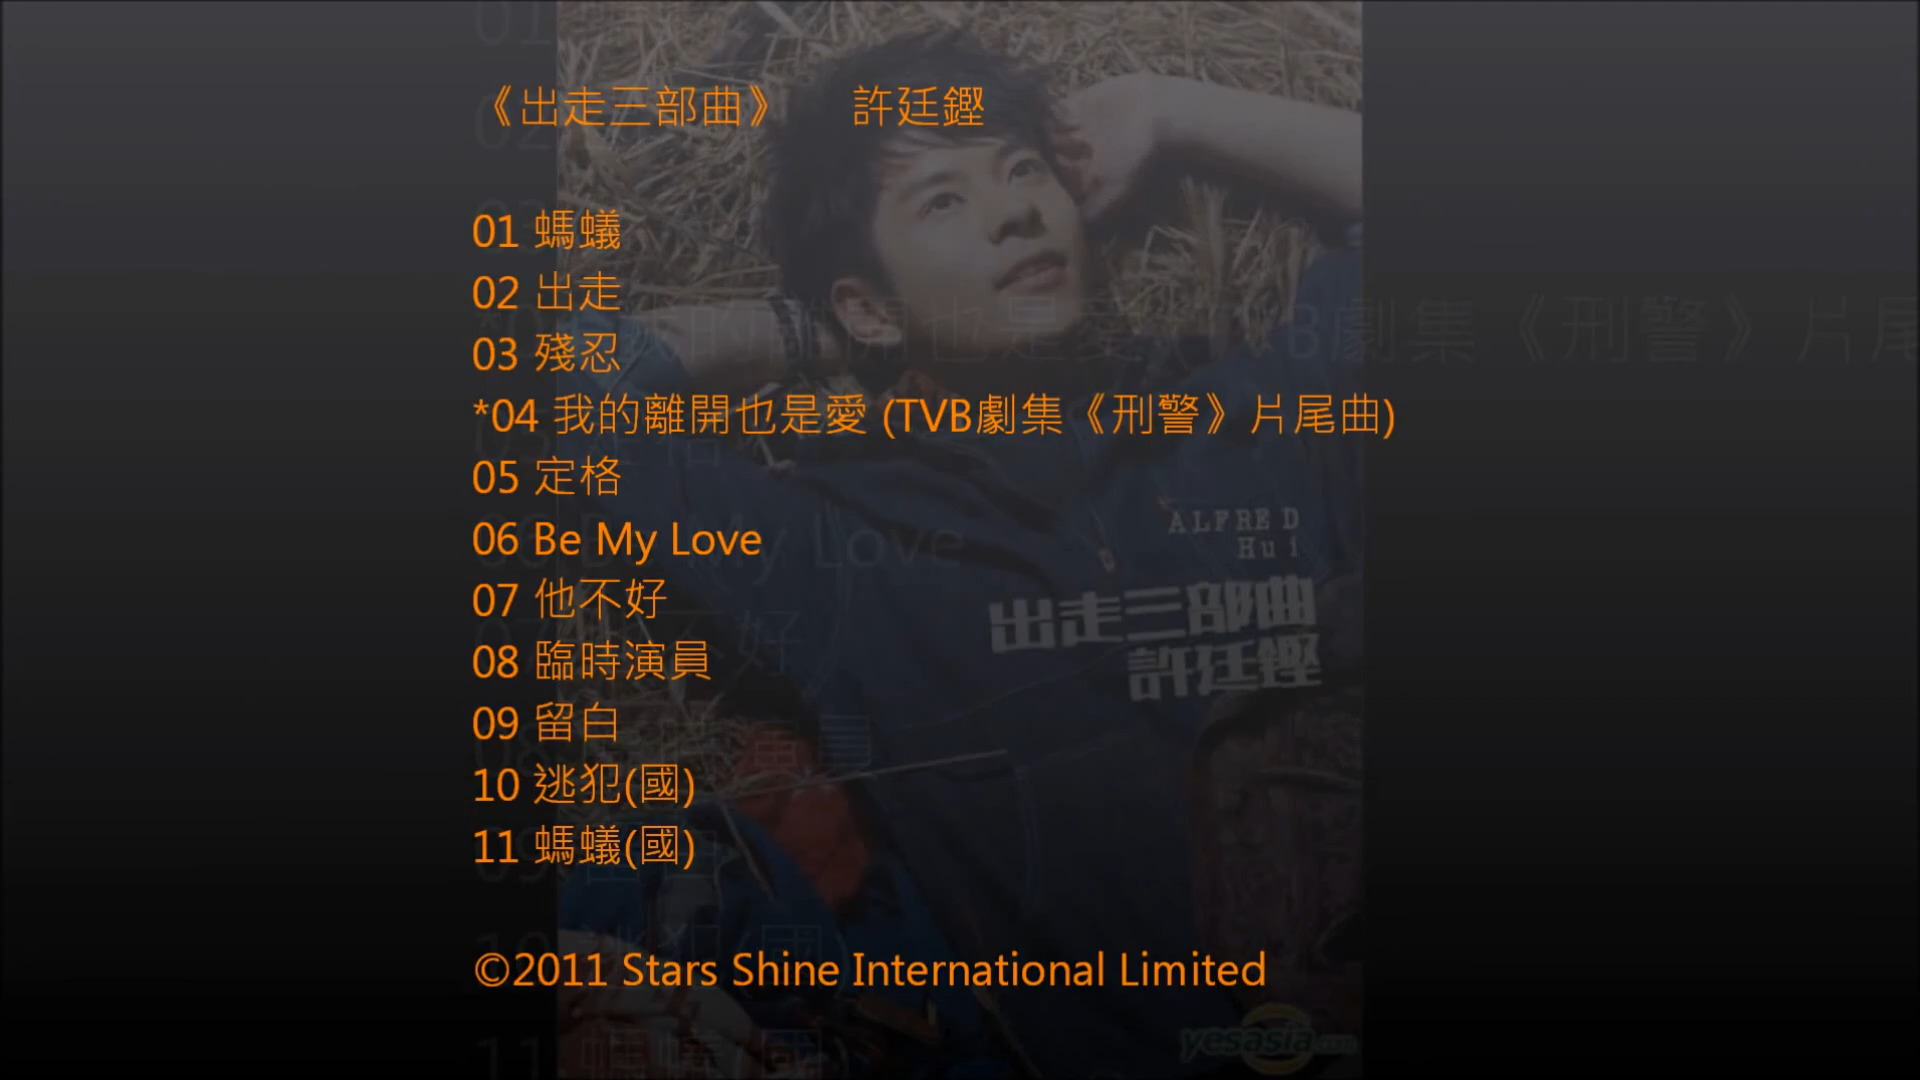 《出走三部曲》 許廷鏗
01 螞蟻
02 出走
03 殘忍
*04 我的離開也是愛 (TVB劇集《刑警》片尾曲)
05 定格
06 Be My Love
07 他不好
08 臨時演員
09 留白
10 逃犯(國)
11 螞蟻(國)
©2011 Stars Shine International Limited
ALFRED
Hui
出走三部曲
許廷鏗
yesasia.com